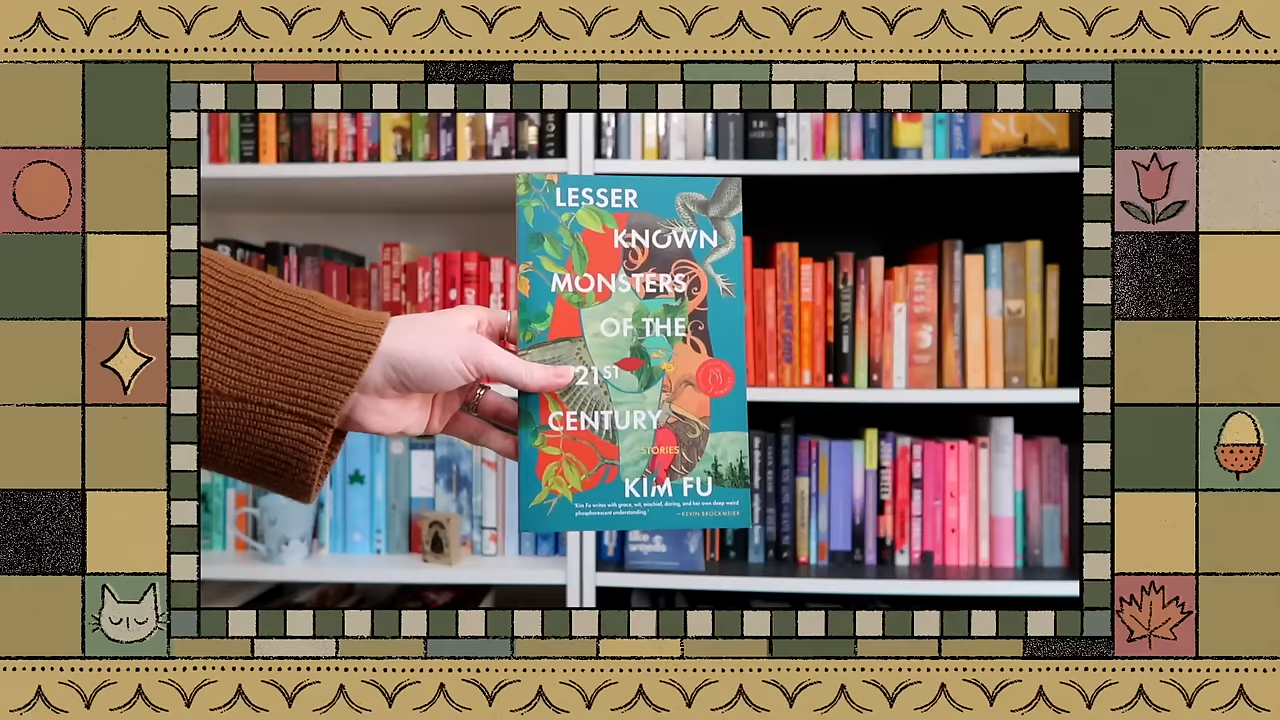 LESSER
KNOWN
MONSTERS
OF THE
21ST
CENTURY
STORIES
KIM FU
"Kim Fu writes with grace, wit, mischief, daring, and her own deep weird
phosphorescent understanding."
—KEVIN BROCKMEIER